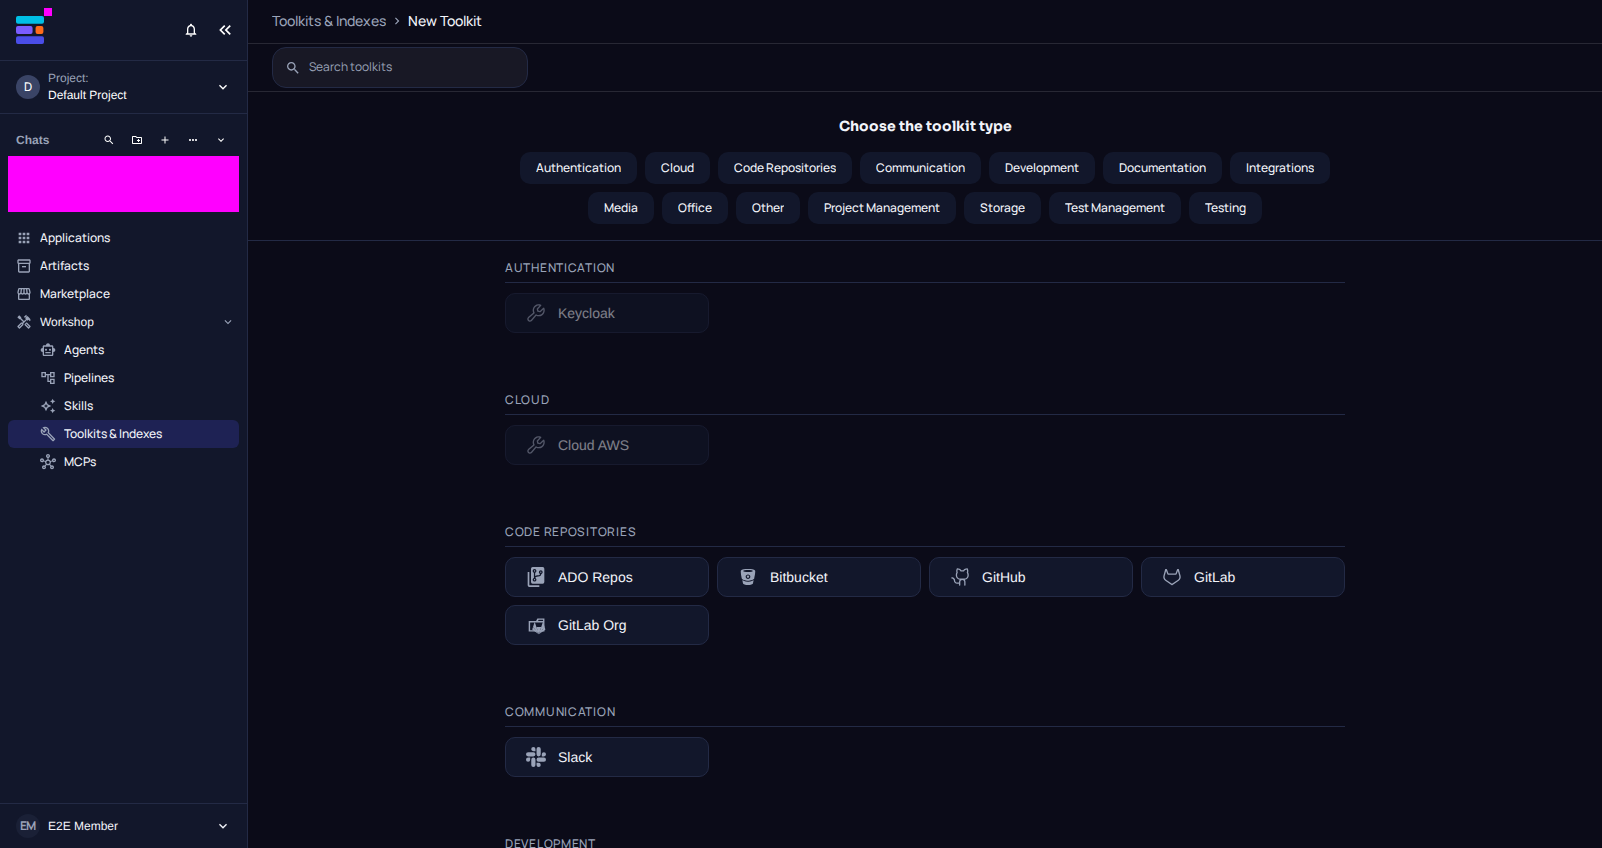 Toolkits & Indexes › New Toolkit
Search toolkits
D
Project:
Default Project
Chats
Applications
Artifacts
Marketplace
Workshop
Agents
Pipelines
Skills
Toolkits & Indexes
MCPs
EM
E2E Member
Choose the toolkit type
Authentication Cloud Code Repositories Communication Development Documentation Integrations
Media Office Other Project Management Storage Test Management Testing
AUTHENTICATION
Keycloak
CLOUD
Cloud AWS
CODE REPOSITORIES
ADO Repos Bitbucket GitHub GitLab
GitLab Org
COMMUNICATION
Slack
DEVELOPMENT